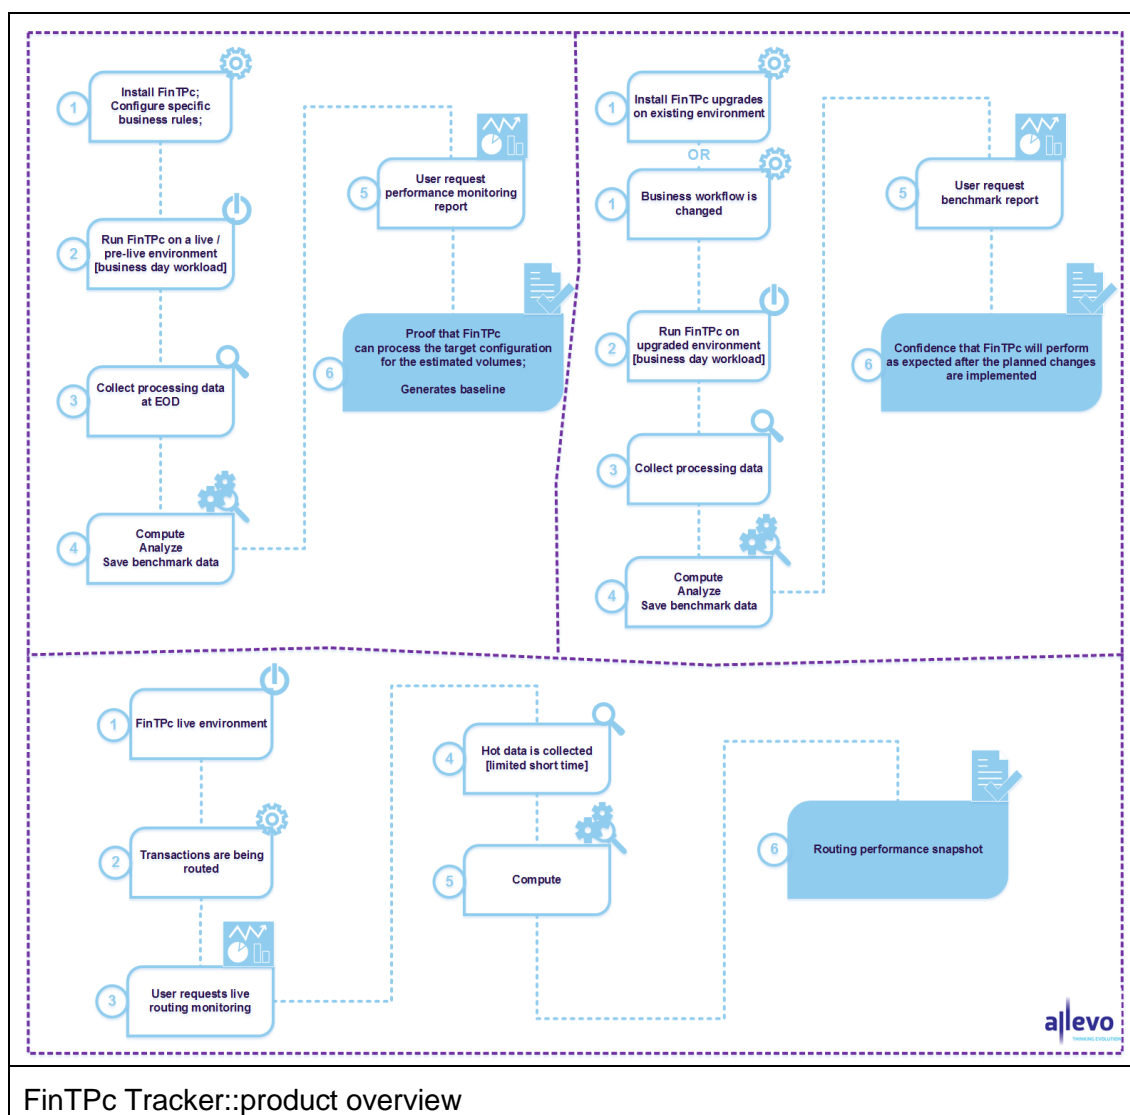 1
Install FinTPc;
Configure specific
business rules;
2
Run FinTPc on a live /
pre-live environment
[business day workload]
3
Collect processing data
at EOD
4
Compute
Analyze
Save benchmark data
5
User request
performance monitoring
report
6
Proof that FinTPc
can process the target configuration
for the estimated volumes;
Generates baseline
1
Install FinTPc upgrades
on existing environment
OR
1
Business workflow is
changed
2
Run FinTPc on
upgraded environment
[business day workload]
3
Collect processing data
4
Compute
Analyze
Save benchmark data
5
User request
benchmark report
6
Confidence that FinTPc will perform
as expected after the planned changes
are implemented
1
FinTPc live environment
2
Transactions are being
routed
3
User requests live
routing monitoring
4
Hot data is collected
[limited short time]
5
Compute
6
Routing performance snapshot
allevo
THINKING EVOLUTION
FinTPc Tracker::product overview